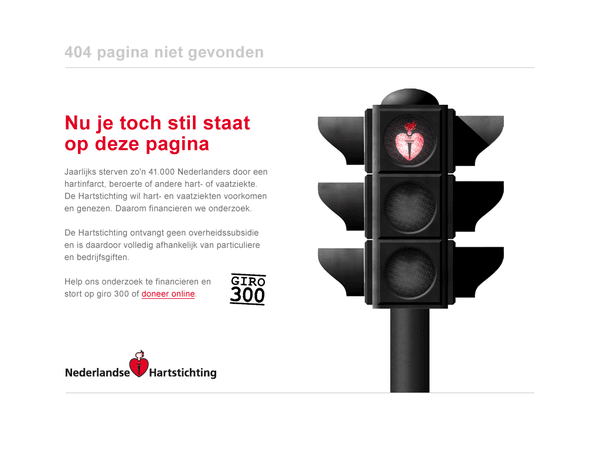 404 pagina niet gevonden
Nu je toch stil staat
op deze pagina
Jaarlijks sterven zo'n 41.000 Nederlanders door een
hartinfarct, beroerte of andere hart- of vaatziekte.
De Hartstichting wil hart- en vaatziekten voorkomen
en genezen. Daarom financieren we onderzoek.
De Hartstichting ontvangt geen overheidssubsidie
en is daardoor volledig afhankelijk van particuliere
en bedrijfsgiften.
Help ons onderzoek te financieren en
stort op giro 300 of doneer online.
GIRO
300
Nederlandse Hartstichting